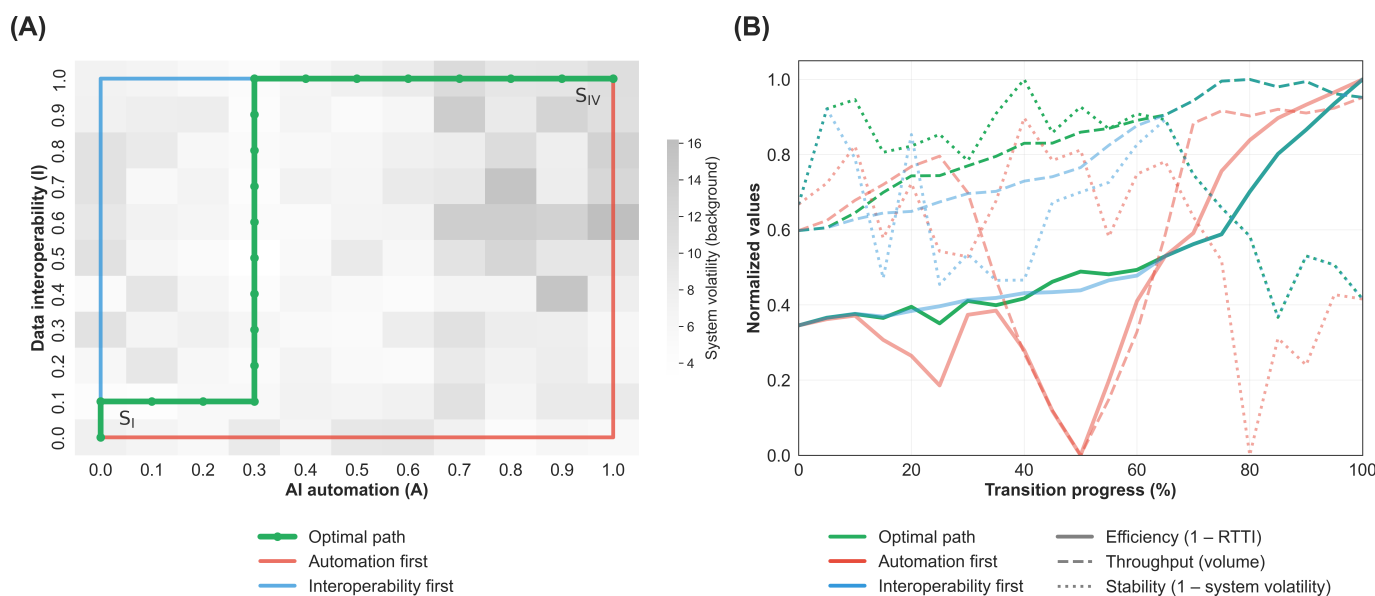 (A)
Data interoperability (I)
1.0
0.9
0.8
0.7
0.6
0.5
0.4
0.3
0.2
0.1
0.0
S_IV
S_I
0.0 0.1 0.2 0.3 0.4 0.5 0.6 0.7 0.8 0.9 1.0
AI automation (A)
16
14
12
10
8
6
4
System volatility (background)
Optimal path
Automation first
Interoperability first
(B)
Normalized values
1.0
0.8
0.6
0.4
0.2
0.0
0 20 40 60 80 100
Transition progress (%)
Optimal path
Automation first
Interoperability first
Efficiency (1 – RTTI)
Throughput (volume)
Stability (1 – system volatility)